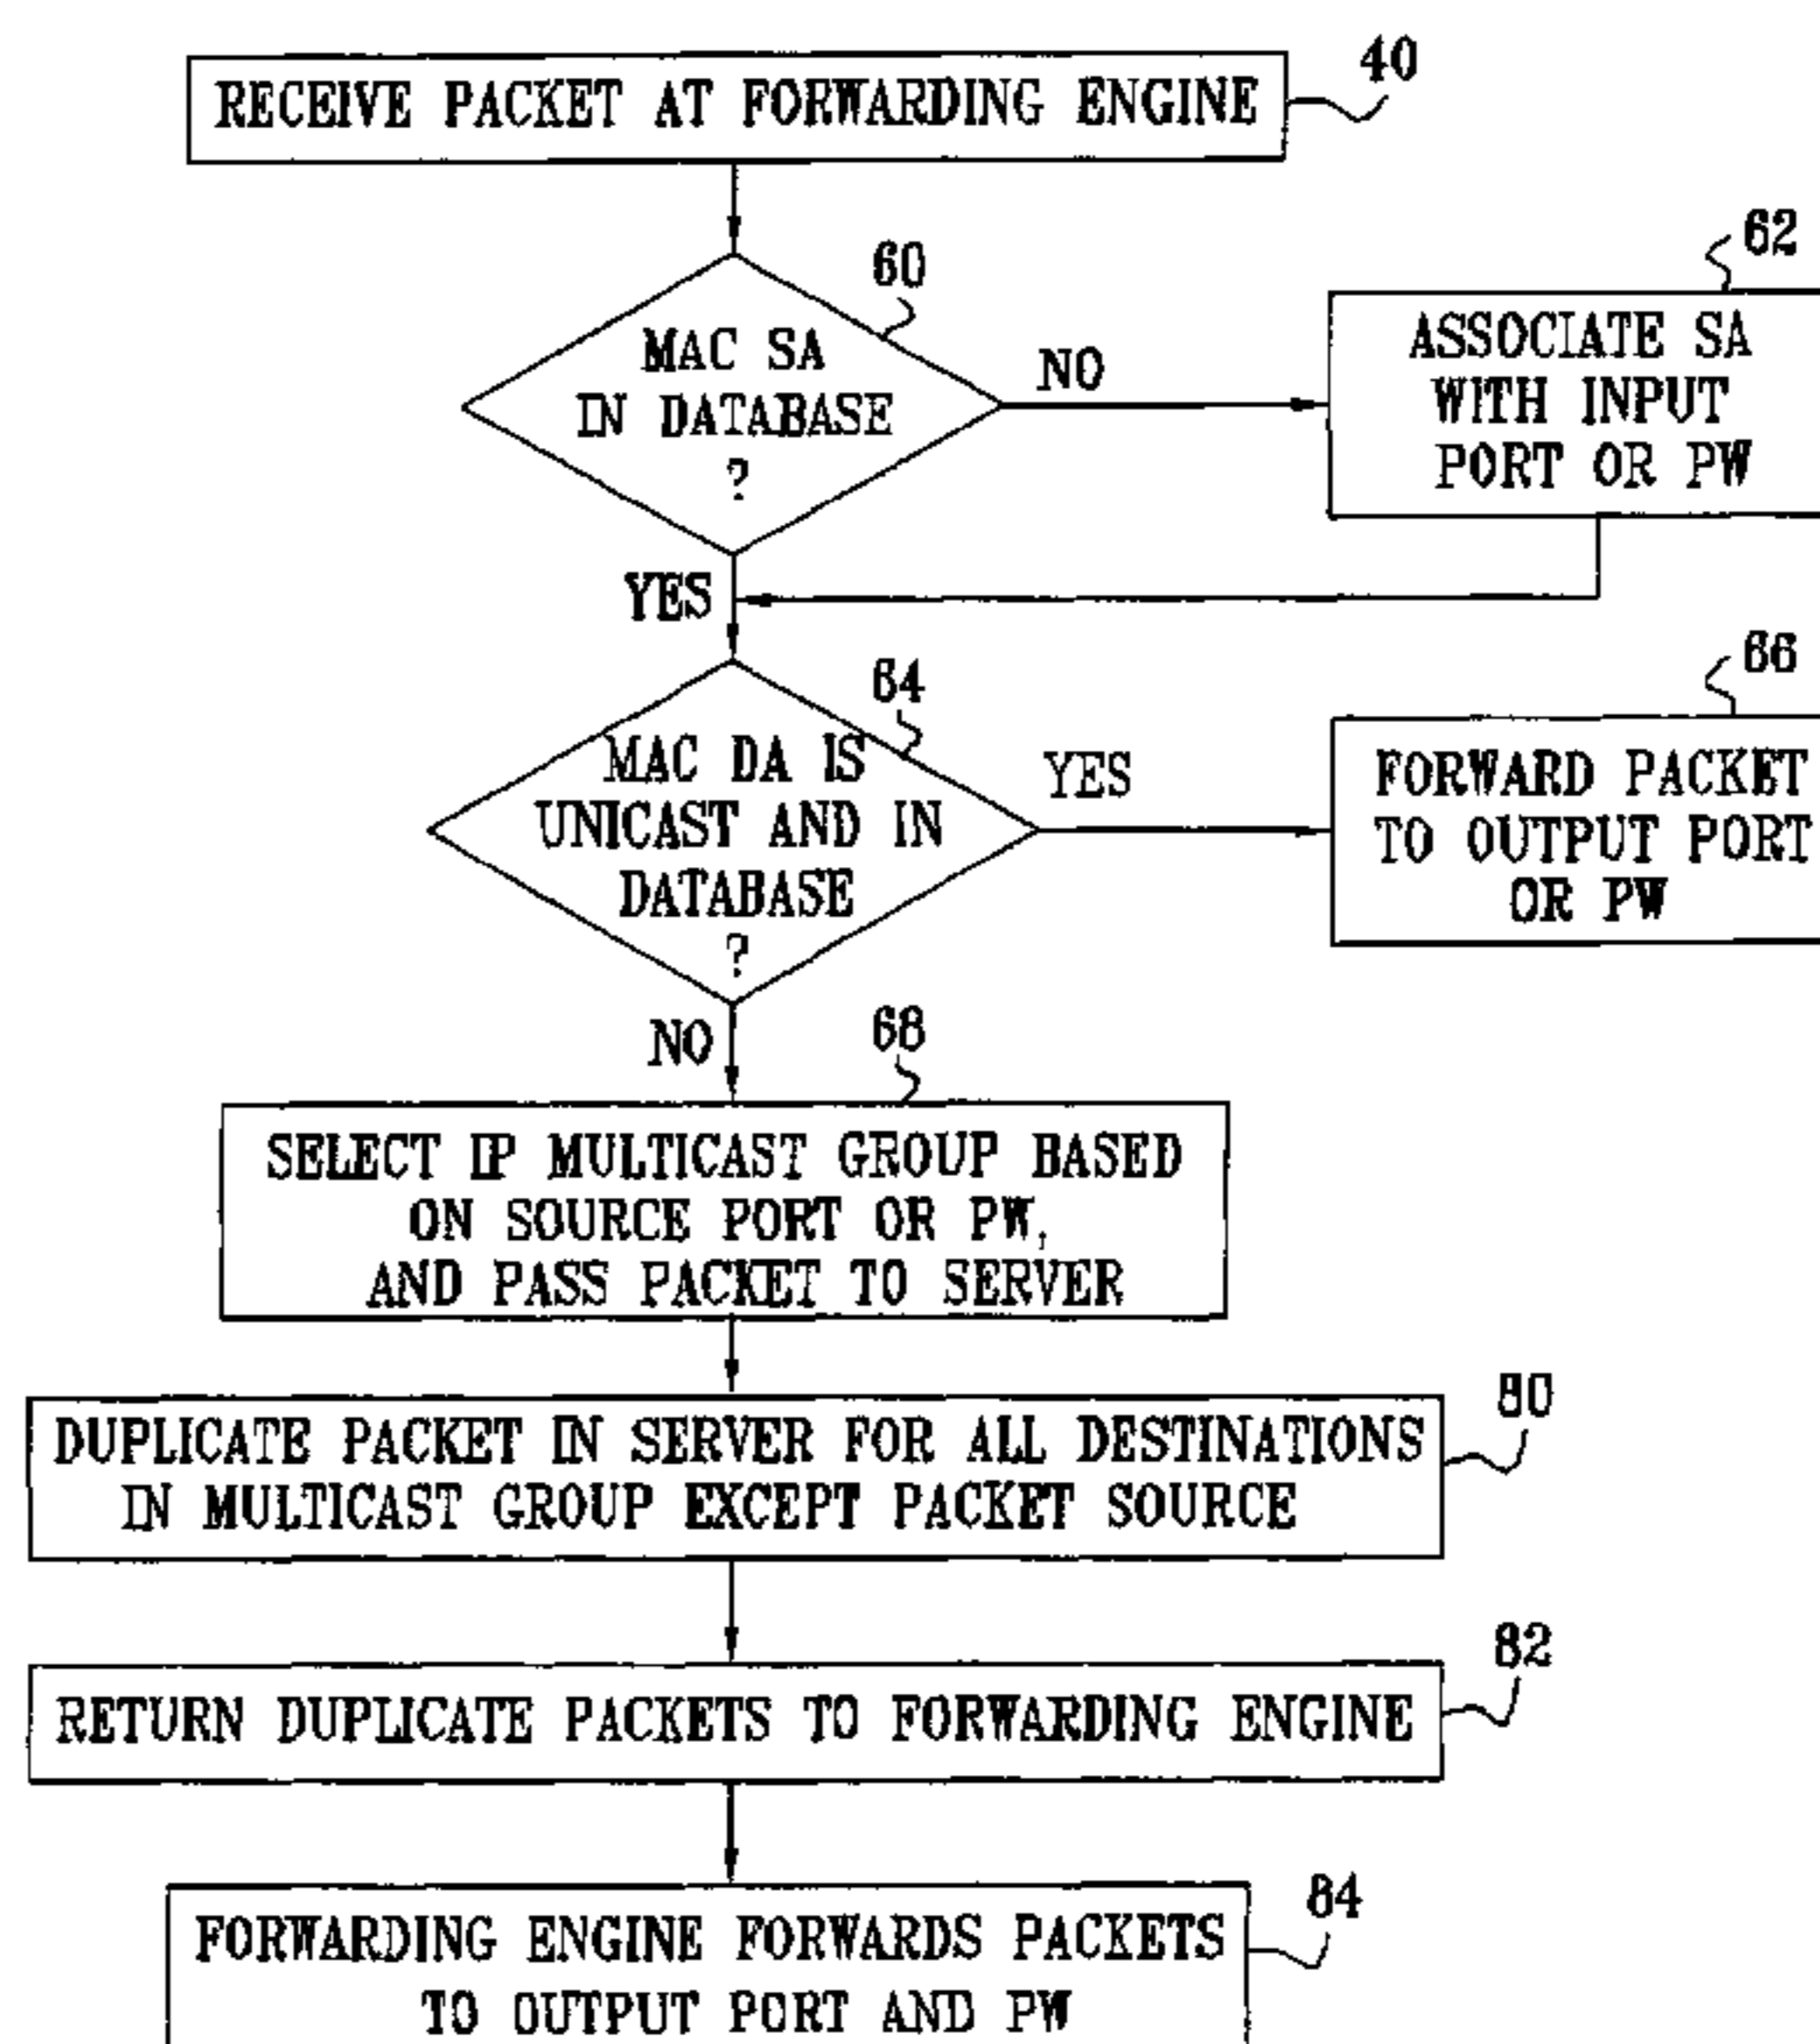 RECEIVE PACKET AT FORWARDING ENGINE
40
60
MAC SA
IN DATABASE
?
NO
62
ASSOCIATE SA
WITH INPUT
PORT OR PW
YES
64
MAC DA IS
UNICAST AND IN
DATABASE
?
YES
66
FORWARD PACKET
TO OUTPUT PORT
OR PW
NO
68
SELECT IP MULTICAST GROUP BASED
ON SOURCE PORT OR PW,
AND PASS PACKET TO SERVER
80
DUPLICATE PACKET IN SERVER FOR ALL DESTINATIONS
IN MULTICAST GROUP EXCEPT PACKET SOURCE
82
RETURN DUPLICATE PACKETS TO FORWARDING ENGINE
84
FORWARDING ENGINE FORWARDS PACKETS
TO OUTPUT PORT AND PW